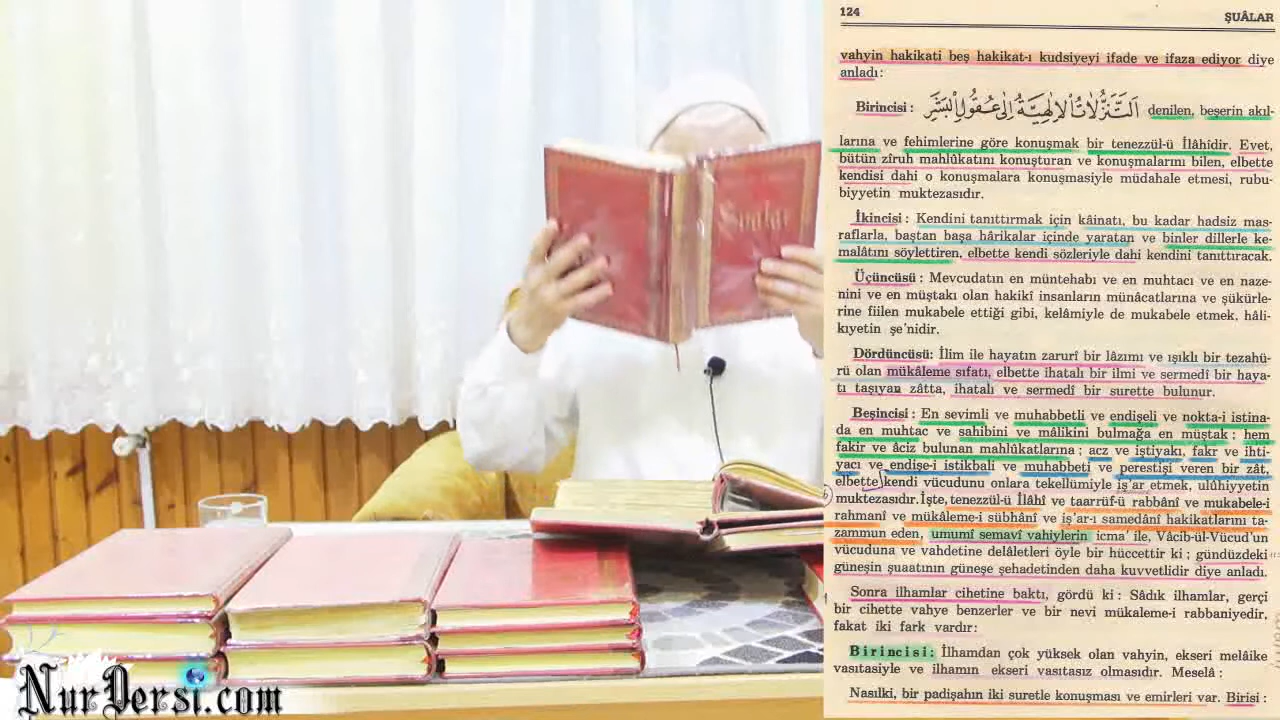 Şualar
NurDersi.com
124
ŞUÂLAR
vahyin hakikati beş hakikat-ı kudsiyeyi ifade ve ifaza ediyor diye
anladı:
Birincisi : اَلتَّنَزُّلَاتُ الْاِلٰهِيَّةُ اِلٰى عُقُولِ الْبَشَرِ denilen, beşerin akıl-
larına ve fehimlerine göre konuşmak bir tenezzül-ü İlâhîdir. Evet,
bütün zîruh mahlûkatını konuşturan ve konuşmalarını bilen, elbette
kendisi dahi o konuşmalara konuşmasiyle müdahale etmesi, rubu-
biyyetin muktezasıdır.
İkincisi : Kendini tanıttırmak için kâinatı, bu kadar hadsiz mas-
raflarla, baştan başa hârikalar içinde yaratan ve binler dillerle ke-
malâtını söylettiren, elbette kendi sözleriyle dahi kendini tanıttıracak.
Üçüncüsü : Mevcudatın en müntehabı ve en muhtacı ve en naze-
nini ve en müştakı olan hakikî insanların münâcatlarına ve şükürle-
rine fiilen mukabele ettiği gibi, kelâmiyle de mukabele etmek, hâli-
kıyetin şe'nidir.
Dördüncüsü: İlim ile hayatın zarurî bir lâzımı ve ışıklı bir tezahü-
rü olan mükâleme sıfatı, elbette ihatalı bir ilmi ve sermedî bir haya-
tı taşıyan zâtta, ihatalı ve sermedî bir surette bulunur.
Beşincisi : En sevimli ve muhabbetli ve endişeli ve nokta-i istina-
da en muhtac ve sahibini ve mâlikini bulmağa en müştak ; hem
fakir ve âciz bulunan mahlûkatlarına ; acz ve iştiyakı, fakr ve ihti-
yacı ve endişe-i istikbali ve muhabbeti ve perestişi veren bir zât,
elbette kendi vücudunu onlara tekellümiyle iş'ar etmek, ulûhiyyetin
muktezasıdır. İşte, tenezzül-ü İlâhî ve taarrüf-ü rabbanî ve mukabele-i
rahmanî ve mükâleme-i sübhânî ve iş'ar-ı samedânî hakikatlarını ta-
zammun eden, umumî semavî vahiylerin icma' ile, Vâcib-ül-Vücud'un
vücuduna ve vahdetine delâletleri öyle bir hüccettir ki ; gündüzdeki
güneşin şuaatının güneşe şehadetinden daha kuvvetlidir diye anladı.
Sonra ilhamlar cihetine baktı, gördü ki : Sâdık ilhamlar, gerçi
bir cihette vahye benzerler ve bir nevi mükaleme-i rabbaniyedir,
fakat iki fark vardır:
Birincisi: İlhamdan çok yüksek olan vahyin, ekseri melâike
vasıtasiyle ve ilhamın ekseri vasıtasız olmasıdır. Meselâ :
Nasılki, bir padişahın iki suretle konuşması ve emirleri var. Birisi :